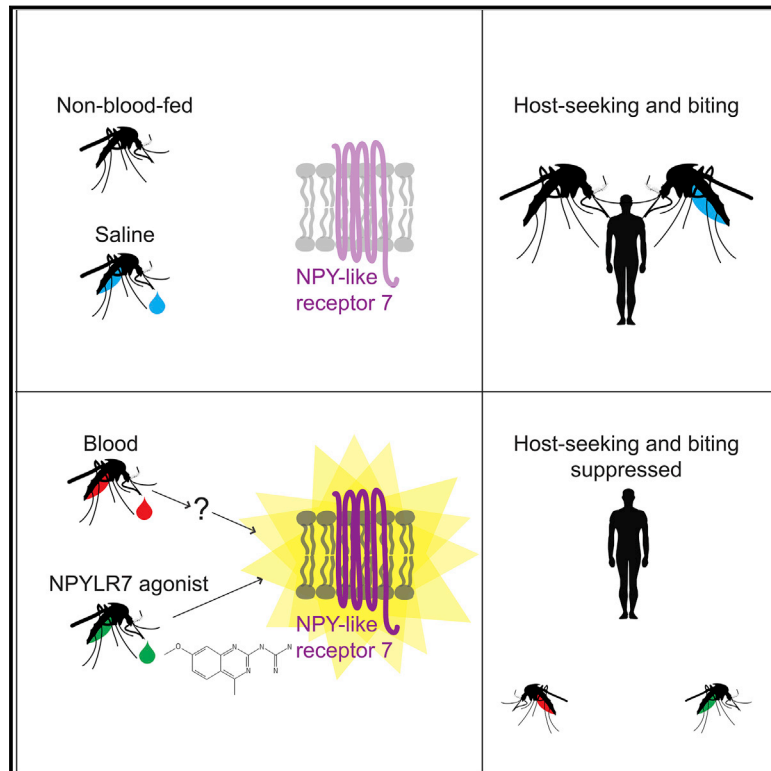 Non-blood-fed
Saline
NPY-like
receptor 7
Host-seeking and biting
Blood
?
NPYLR7 agonist
O
N
N
N
N
N
NPY-like
receptor 7
Host-seeking and biting
suppressed